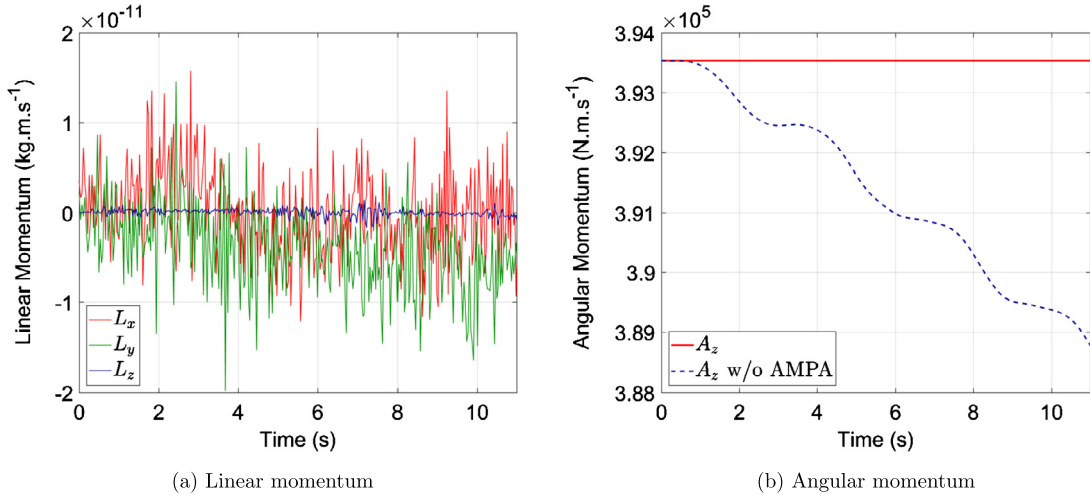 ×10⁻¹¹
2
1
0
-1
-2
Linear Momentum (kg.m.s⁻¹)
Lₓ
L_y
L_z
0 2 4 6 8 10
Time (s)
(a) Linear momentum
×10⁵
3.94
3.93
3.92
3.91
3.9
3.89
3.88
Angular Momentum (N.m.s⁻¹)
A_z
A_z w/o AMPA
0 2 4 6 8 10
Time (s)
(b) Angular momentum